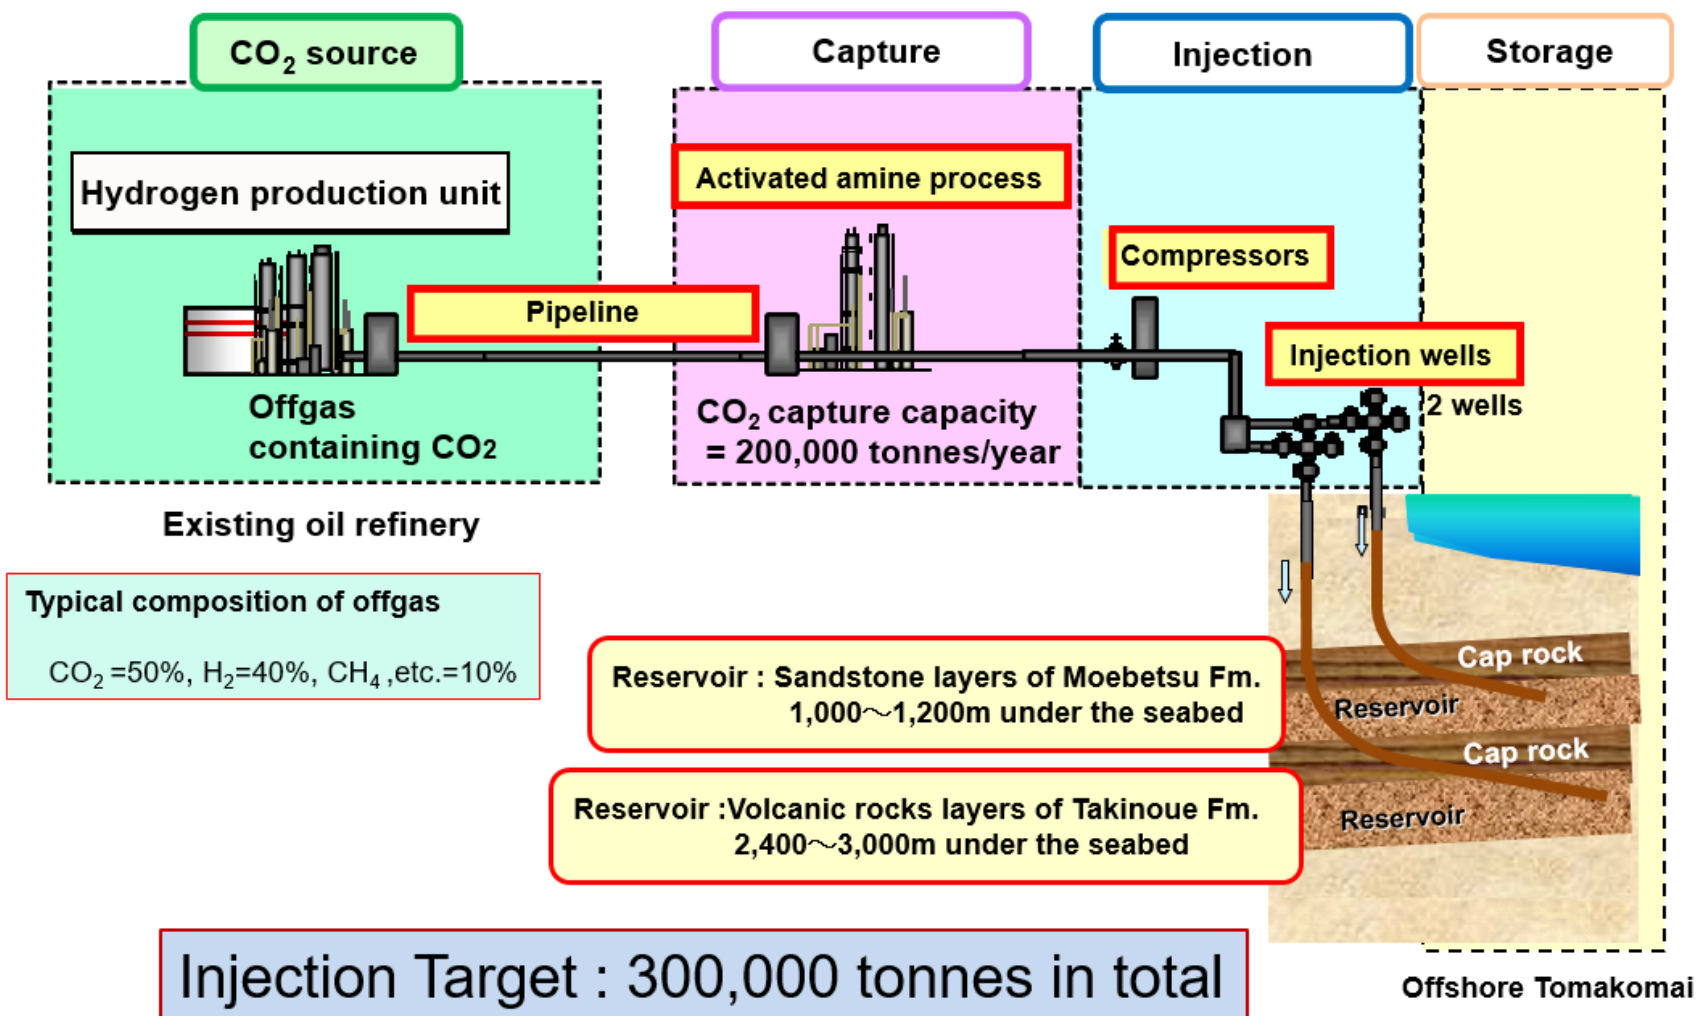 CO₂ source
Capture
Injection
Storage
Hydrogen production unit
Activated amine process
Compressors
Pipeline
Injection wells
2 wells
Offgas
containing CO2
CO₂ capture capacity
= 200,000 tonnes/year
Existing oil refinery
Typical composition of offgas
CO₂ =50%, H₂=40%, CH₄ ,etc.=10%
Reservoir : Sandstone layers of Moebetsu Fm.
1,000～1,200m under the seabed
Cap rock
Reservoir
Cap rock
Reservoir :Volcanic rocks layers of Takinoue Fm.
2,400～3,000m under the seabed
Reservoir
Injection Target : 300,000 tonnes in total
Offshore Tomakomai